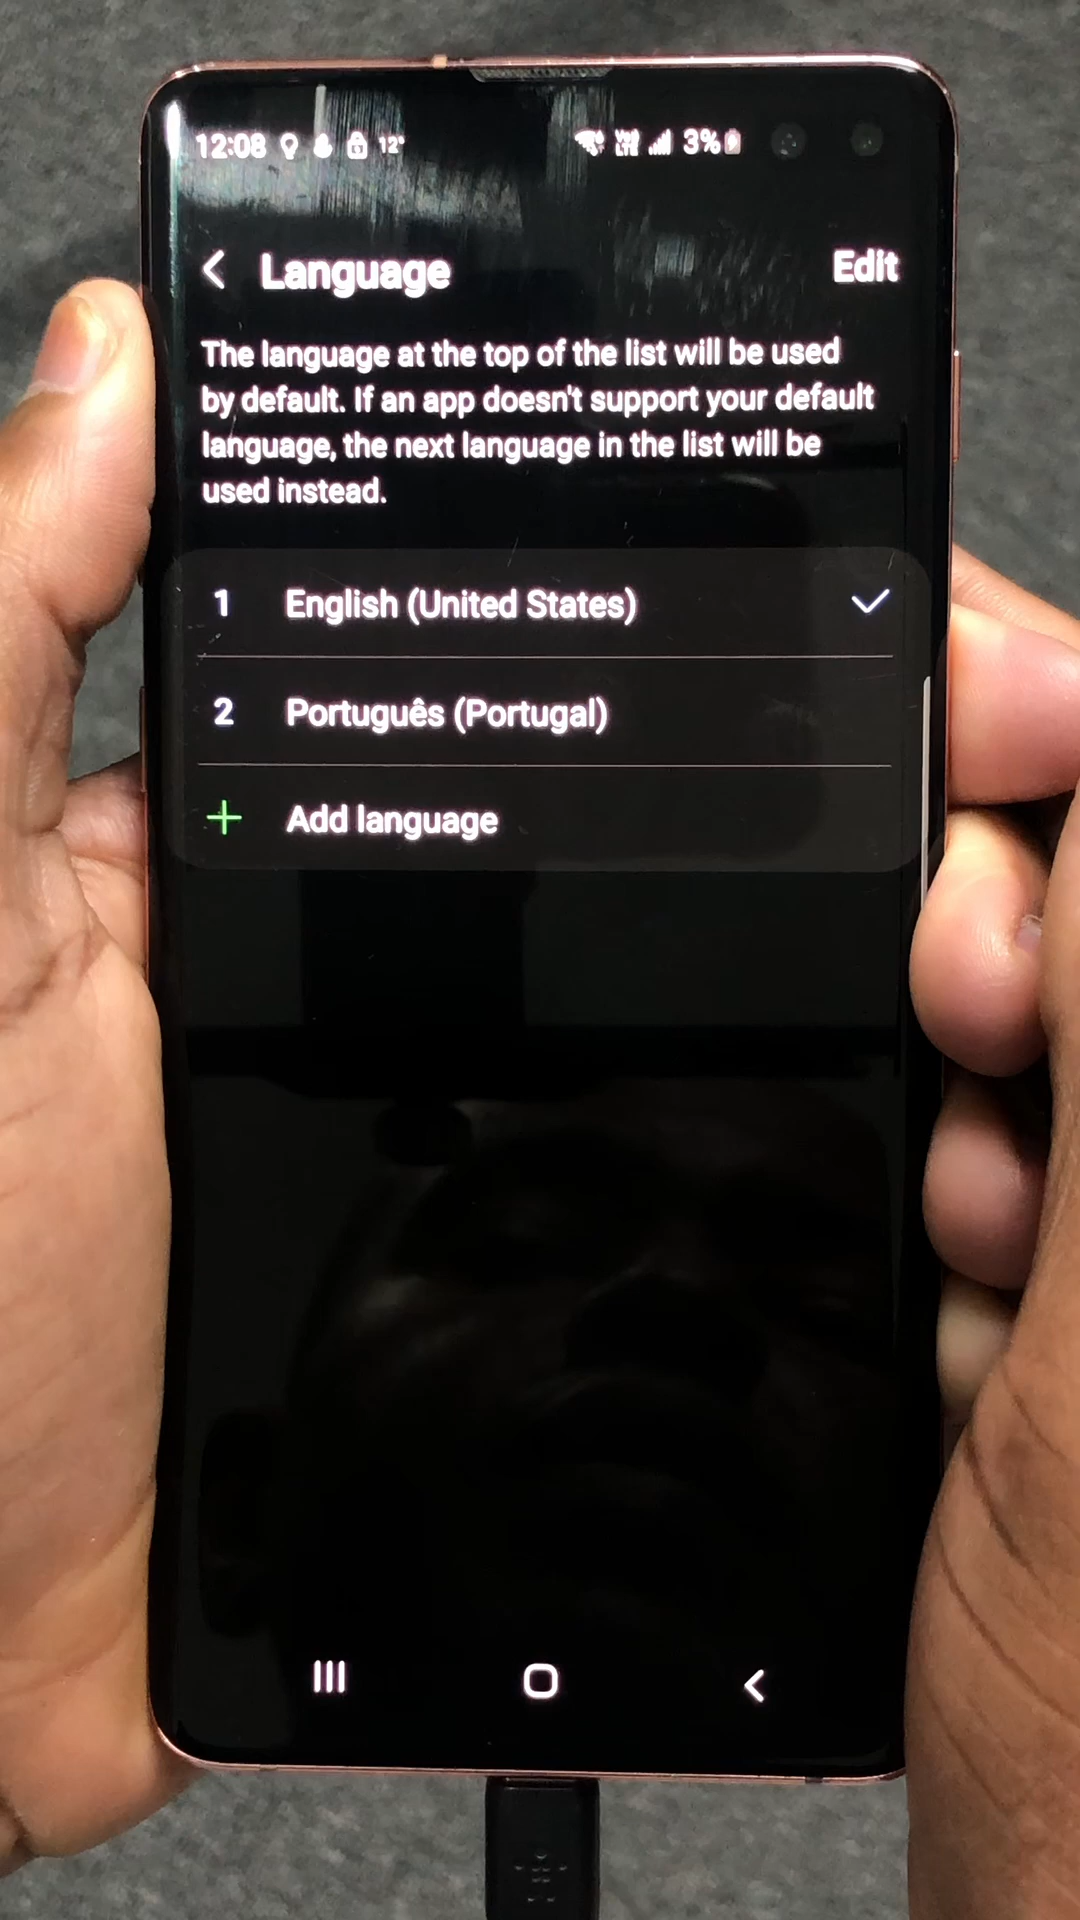 12:08 12° VoO LTE 3%
Language
Edit
The language at the top of the list will be used
by default. If an app doesn't support your default
language, the next language in the list will be
used instead.
1 English (United States)
2 Português (Portugal)
+ Add language